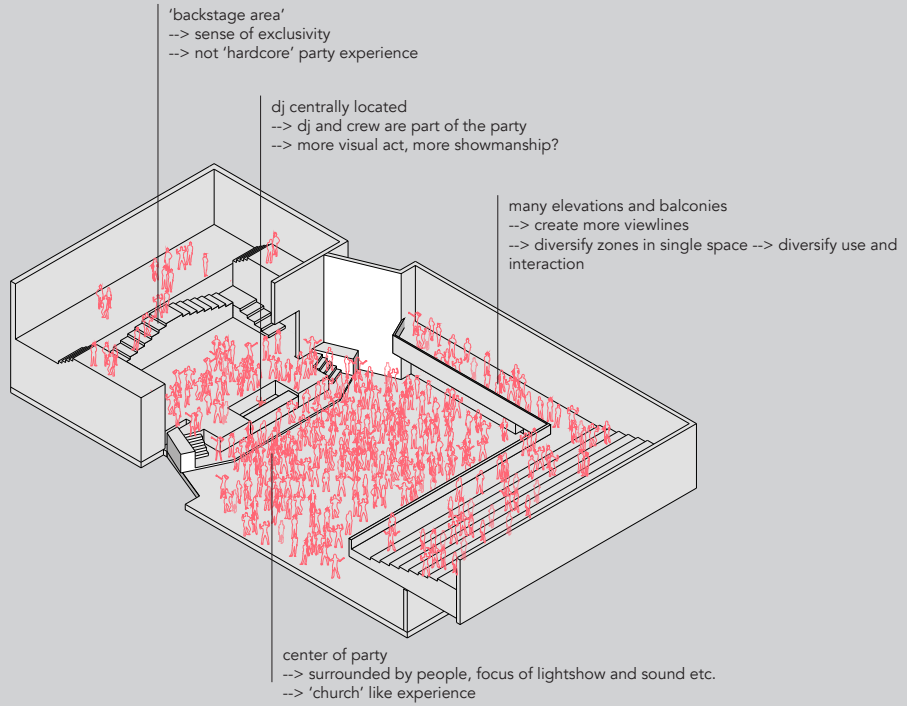 ‘backstage area’
--> sense of exclusivity
--> not ‘hardcore’ party experience
dj centrally located
--> dj and crew are part of the party
--> more visual act, more showmanship?
many elevations and balconies
--> create more viewlines
--> diversify zones in single space --> diversify use and
interaction
center of party
--> surrounded by people, focus of lightshow and sound etc.
--> ‘church’ like experience